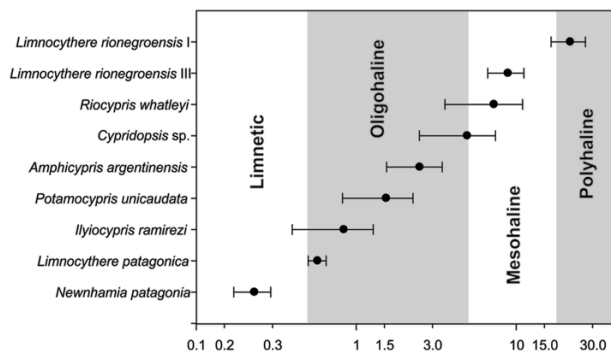 Limnocythere rionegroensis I
Limnocythere rionegroensis III
Riocypris whatleyi
Cypridopsis sp.
Amphicypris argentinensis
Potamocypris unicaudata
Ilyiocypris ramirezi
Limnocythere patagonica
Newnhamia patagonia
Limnetic
Oligohaline
Mesohaline
Polyhaline
0.1 0.2 0.3 1 1.5 3.0 10 15.0 30.0